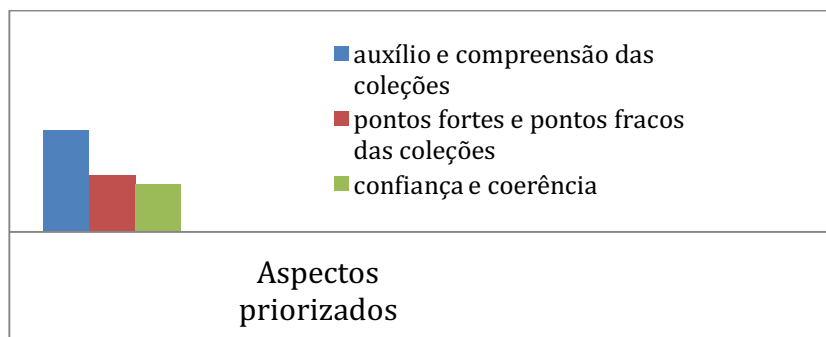 auxílio e compreensão das
coleções
pontos fortes e pontos fracos
das coleções
confiança e coerência
Aspectos
priorizados